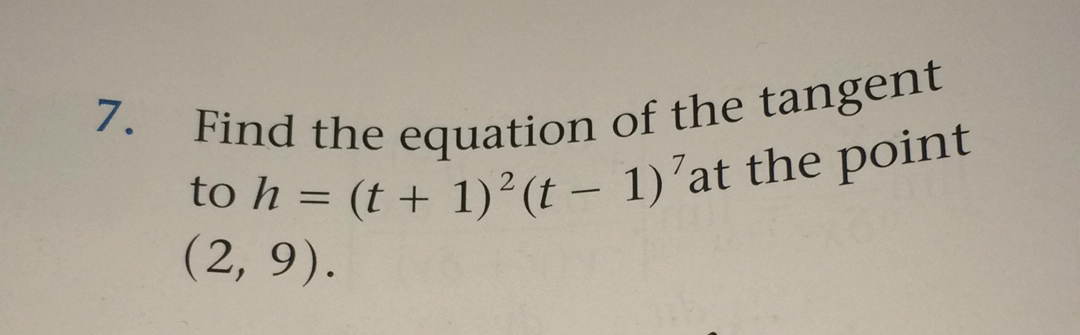 7. Find the equation of the tangent
to h = (t + 1)²(t − 1)⁷at the point
(2, 9).